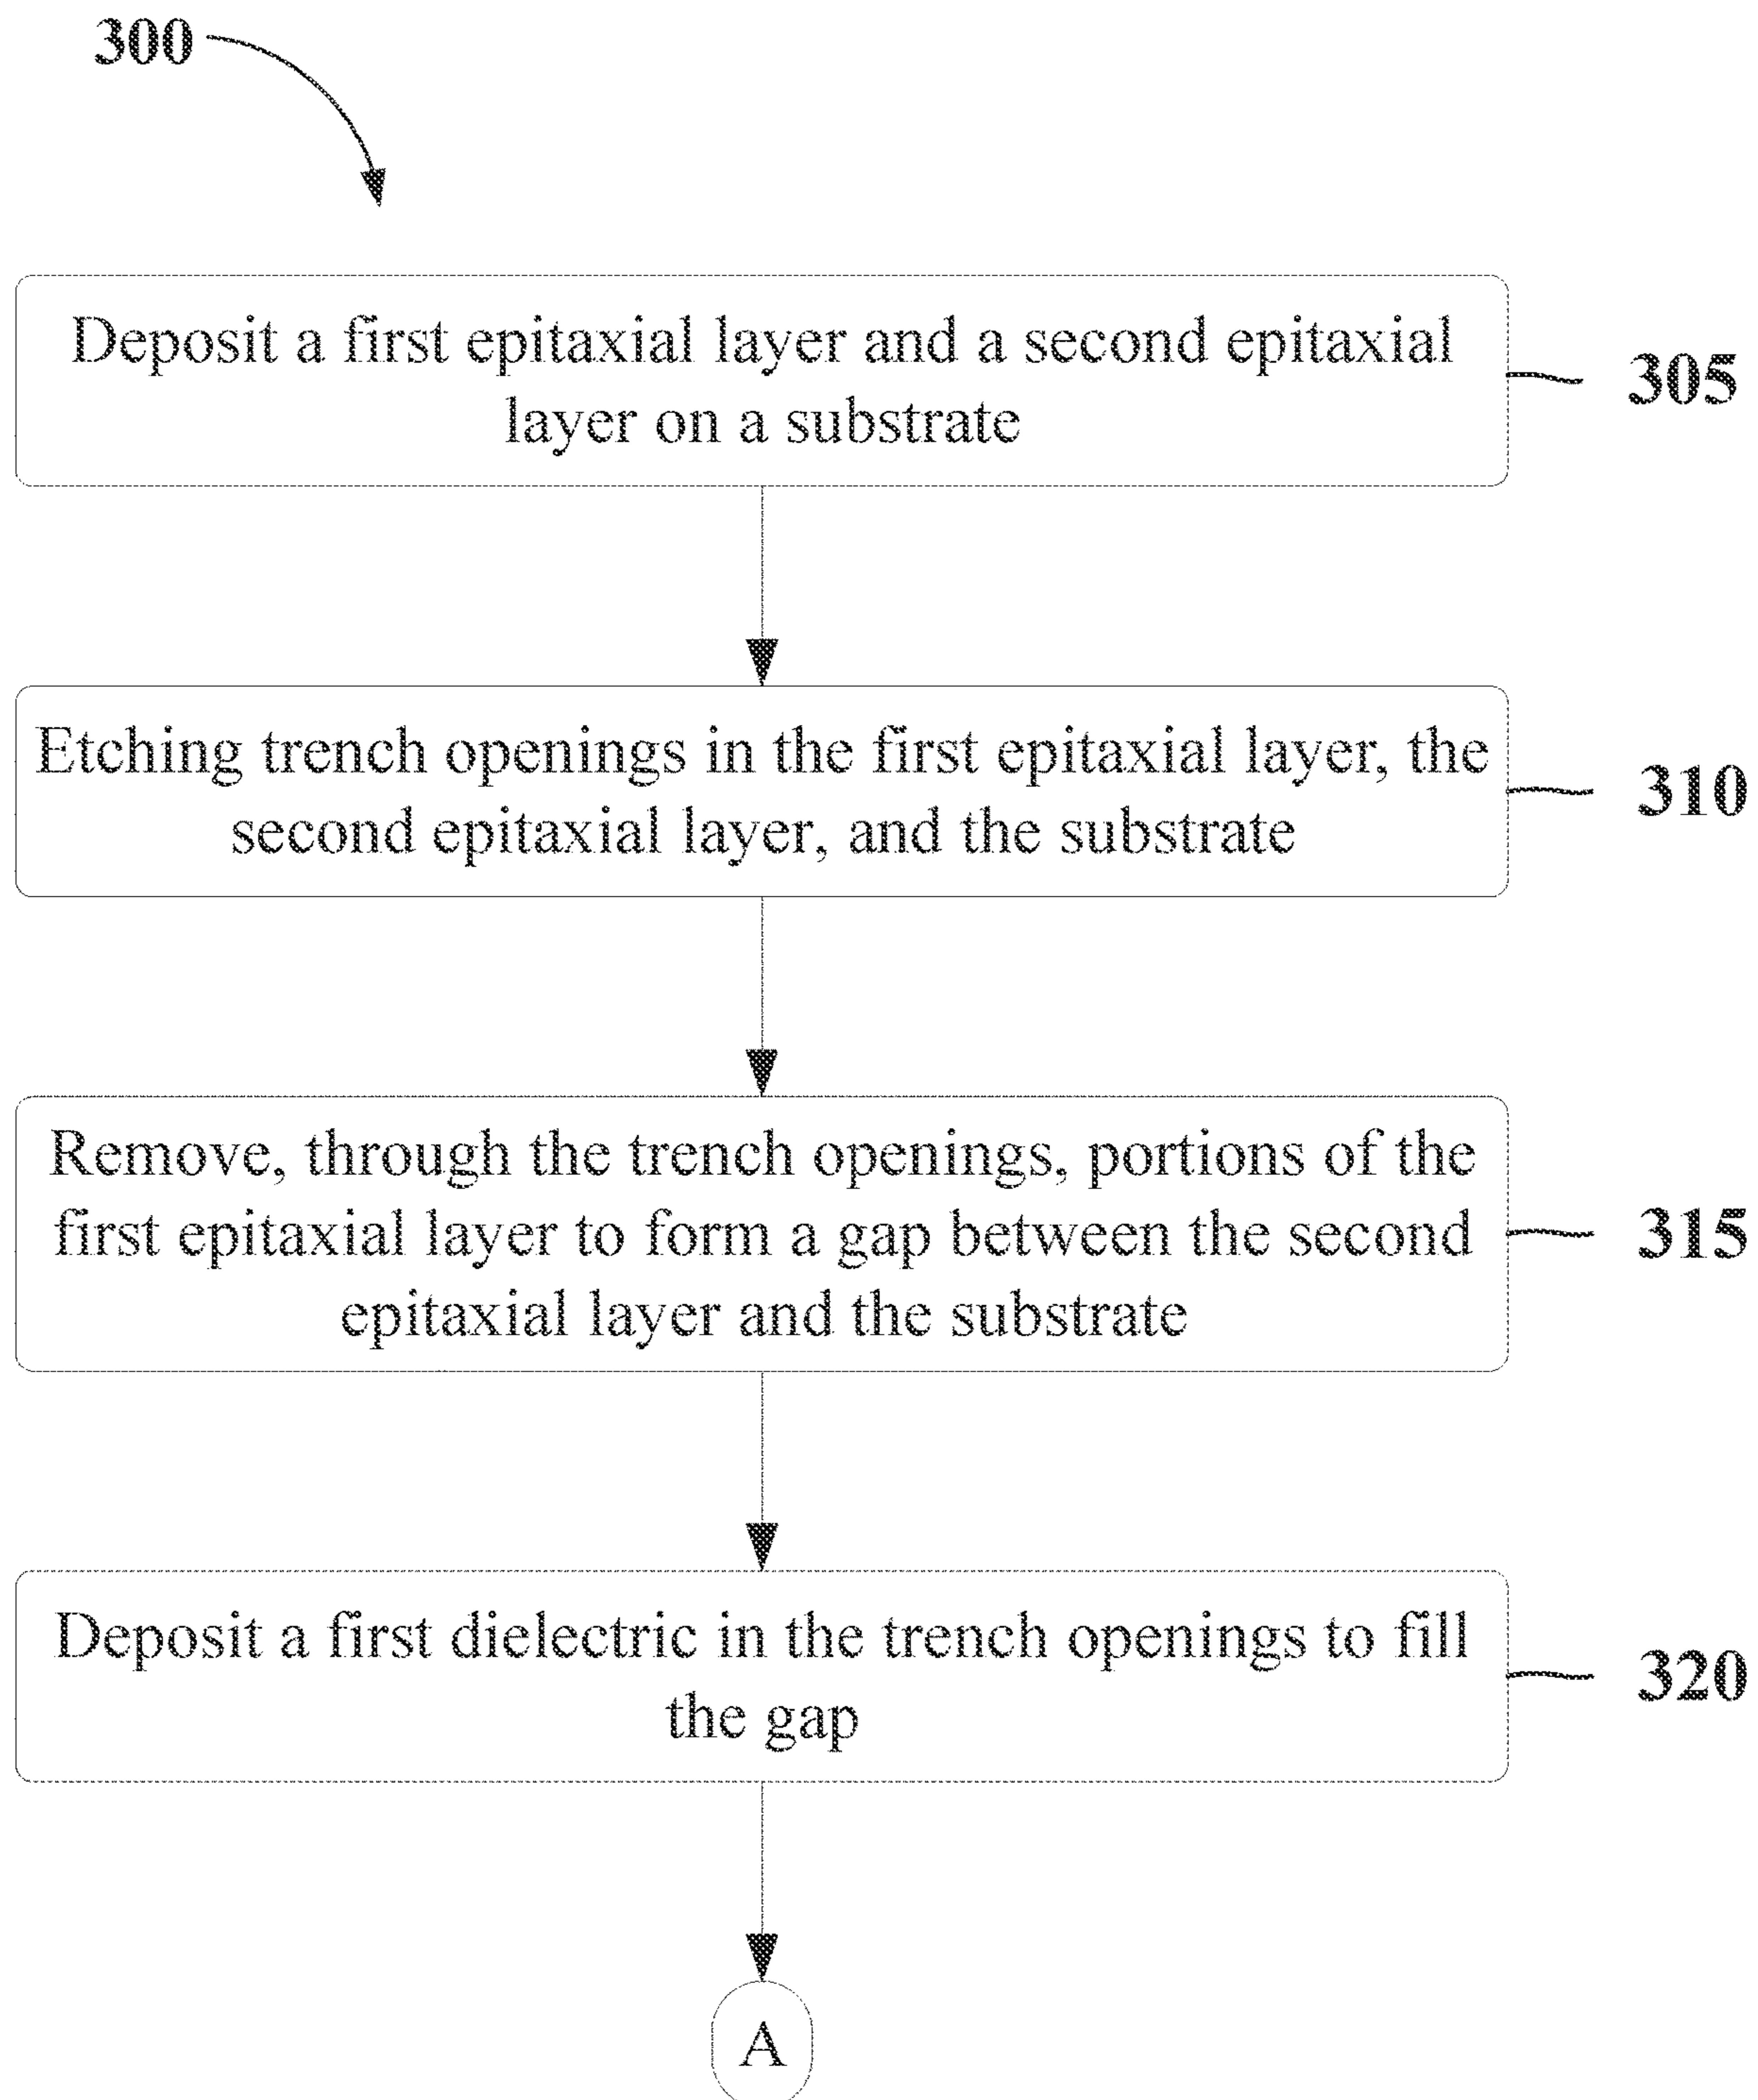 300
Deposit a first epitaxial layer and a second epitaxial
layer on a substrate
305
Etching trench openings in the first epitaxial layer, the
second epitaxial layer, and the substrate
310
Remove, through the trench openings, portions of the
first epitaxial layer to form a gap between the second
epitaxial layer and the substrate
315
Deposit a first dielectric in the trench openings to fill
the gap
320
A